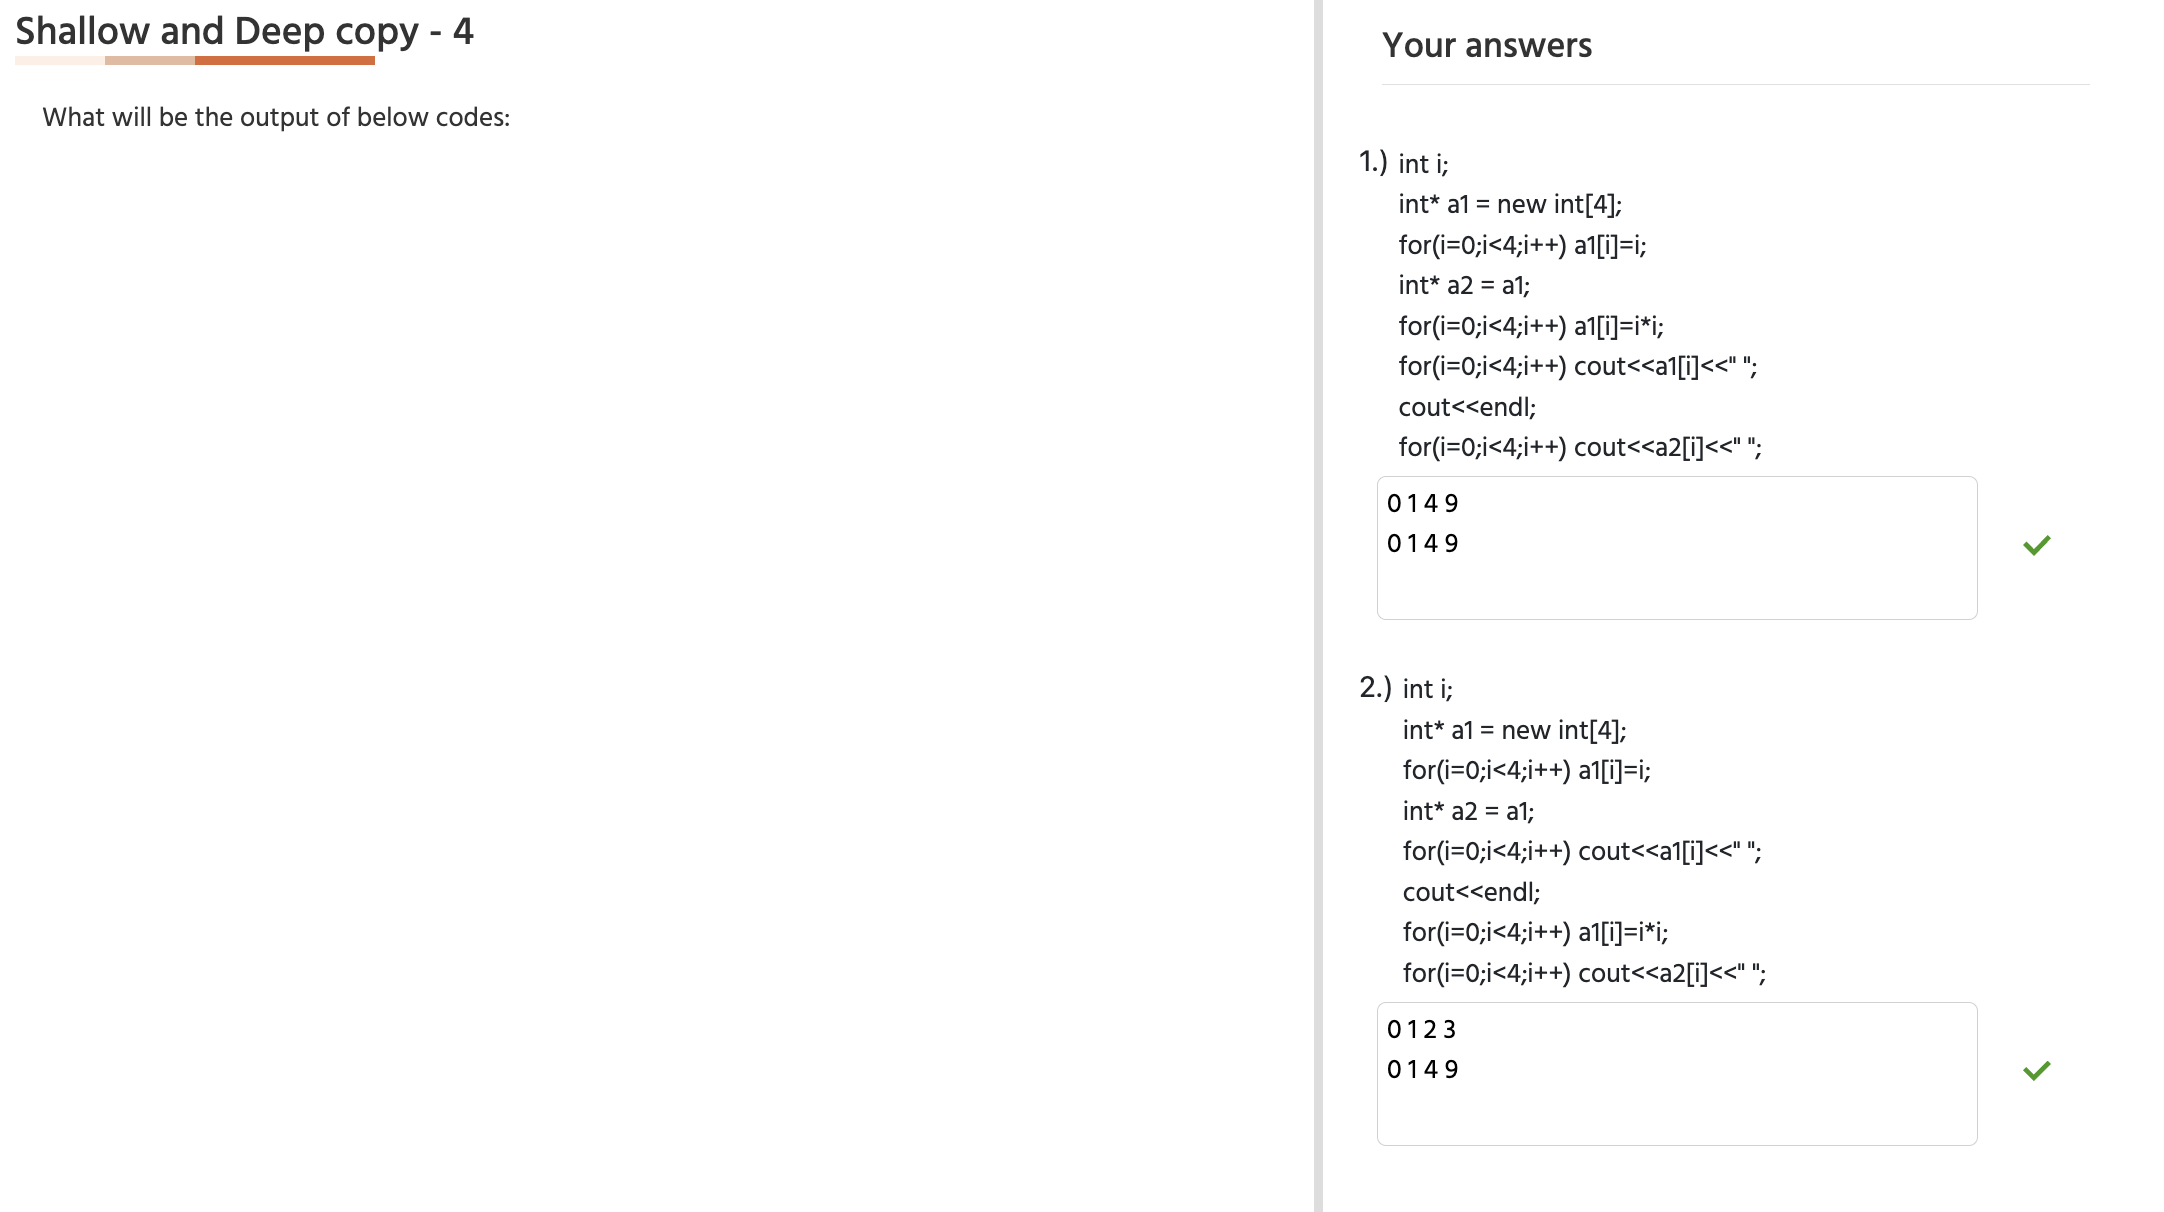 Shallow and Deep copy - 4
What will be the output of below codes:
Your answers
1.) int i;
int* a1 = new int[4];
for(i=0;i<4;i++) a1[i]=i;
int* a2 = a1;
for(i=0;i<4;i++) a1[i]=i*i;
for(i=0;i<4;i++) cout<<a1[i]<<" ";
cout<<endl;
for(i=0;i<4;i++) cout<<a2[i]<<" ";
0 1 4 9
0 1 4 9
2.) int i;
int* a1 = new int[4];
for(i=0;i<4;i++) a1[i]=i;
int* a2 = a1;
for(i=0;i<4;i++) cout<<a1[i]<<" ";
cout<<endl;
for(i=0;i<4;i++) a1[i]=i*i;
for(i=0;i<4;i++) cout<<a2[i]<<" ";
0 1 2 3
0 1 4 9